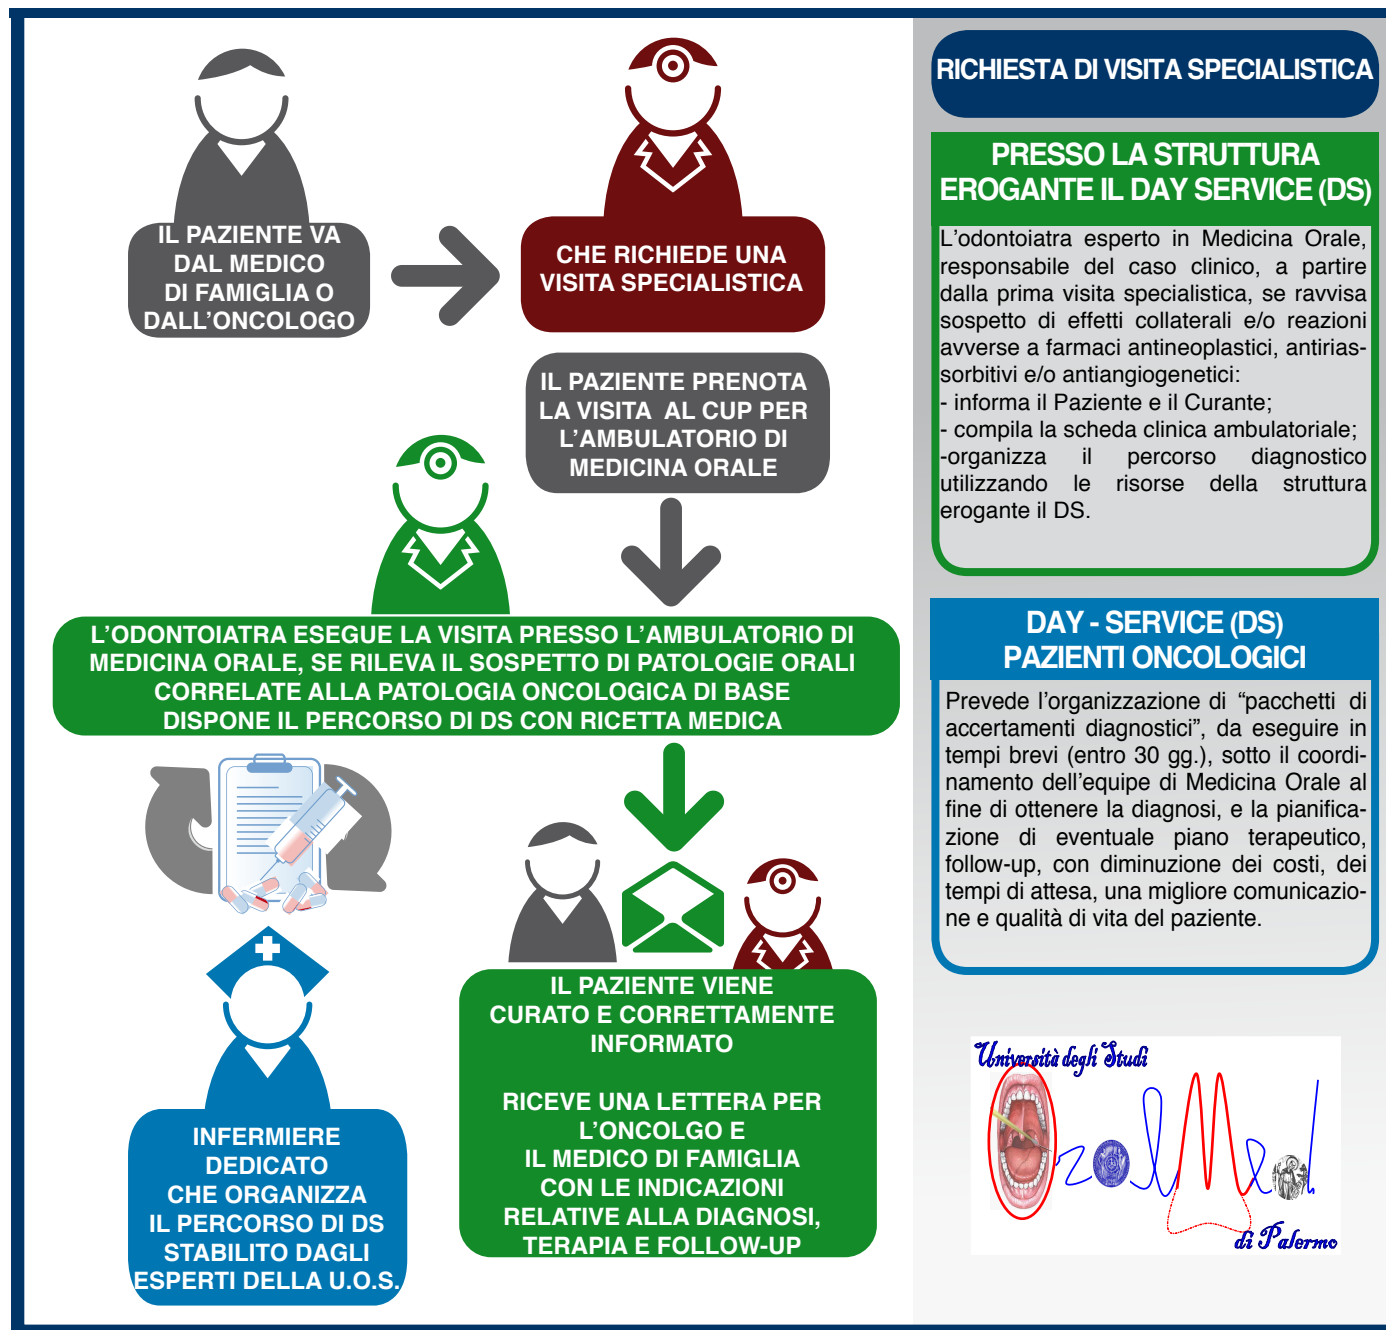 IL PAZIENTE VA
DAL MEDICO
DI FAMIGLIA O
DALL'ONCOLOGO
CHE RICHIEDE UNA
VISITA SPECIALISTICA
IL PAZIENTE PRENOTA
LA VISITA AL CUP PER
L'AMBULATORIO DI
MEDICINA ORALE
L'ODONTOIATRA ESEGUE LA VISITA PRESSO L'AMBULATORIO DI
MEDICINA ORALE, SE RILEVA IL SOSPETTO DI PATOLOGIE ORALI
CORRELATE ALLA PATOLOGIA ONCOLOGICA DI BASE
DISPONE IL PERCORSO DI DS CON RICETTA MEDICA
INFERMIERE
DEDICATO
CHE ORGANIZZA
IL PERCORSO DI DS
STABILITO DAGLI
ESPERTI DELLA U.O.S.
IL PAZIENTE VIENE
CURATO E CORRETTAMENTE
INFORMATO
RICEVE UNA LETTERA PER
L'ONCOLGO E
IL MEDICO DI FAMIGLIA
CON LE INDICAZIONI
RELATIVE ALLA DIAGNOSI,
TERAPIA E FOLLOW-UP
RICHIESTA DI VISITA SPECIALISTICA
PRESSO LA STRUTTURA
EROGANTE IL DAY SERVICE (DS)
L'odontoiatra esperto in Medicina Orale,
responsabile del caso clinico, a partire
dalla prima visita specialistica, se ravvisa
sospetto di effetti collaterali e/o reazioni
avverse a farmaci antineoplastici, antirias-
sorbitivi e/o antiangiogenetici:
- informa il Paziente e il Curante;
- compila la scheda clinica ambulatoriale;
-organizza il percorso diagnostico
utilizzando le risorse della struttura
erogante il DS.
DAY - SERVICE (DS)
PAZIENTI ONCOLOGICI
Prevede l'organizzazione di “pacchetti di
accertamenti diagnostici”, da eseguire in
tempi brevi (entro 30 gg.), sotto il coordi-
namento dell'equipe di Medicina Orale al
fine di ottenere la diagnosi, e la pianifica-
zione di eventuale piano terapeutico,
follow-up, con diminuzione dei costi, dei
tempi di attesa, una migliore comunicazio-
ne e qualità di vita del paziente.
Università degli Studi
OralMed
di Palermo